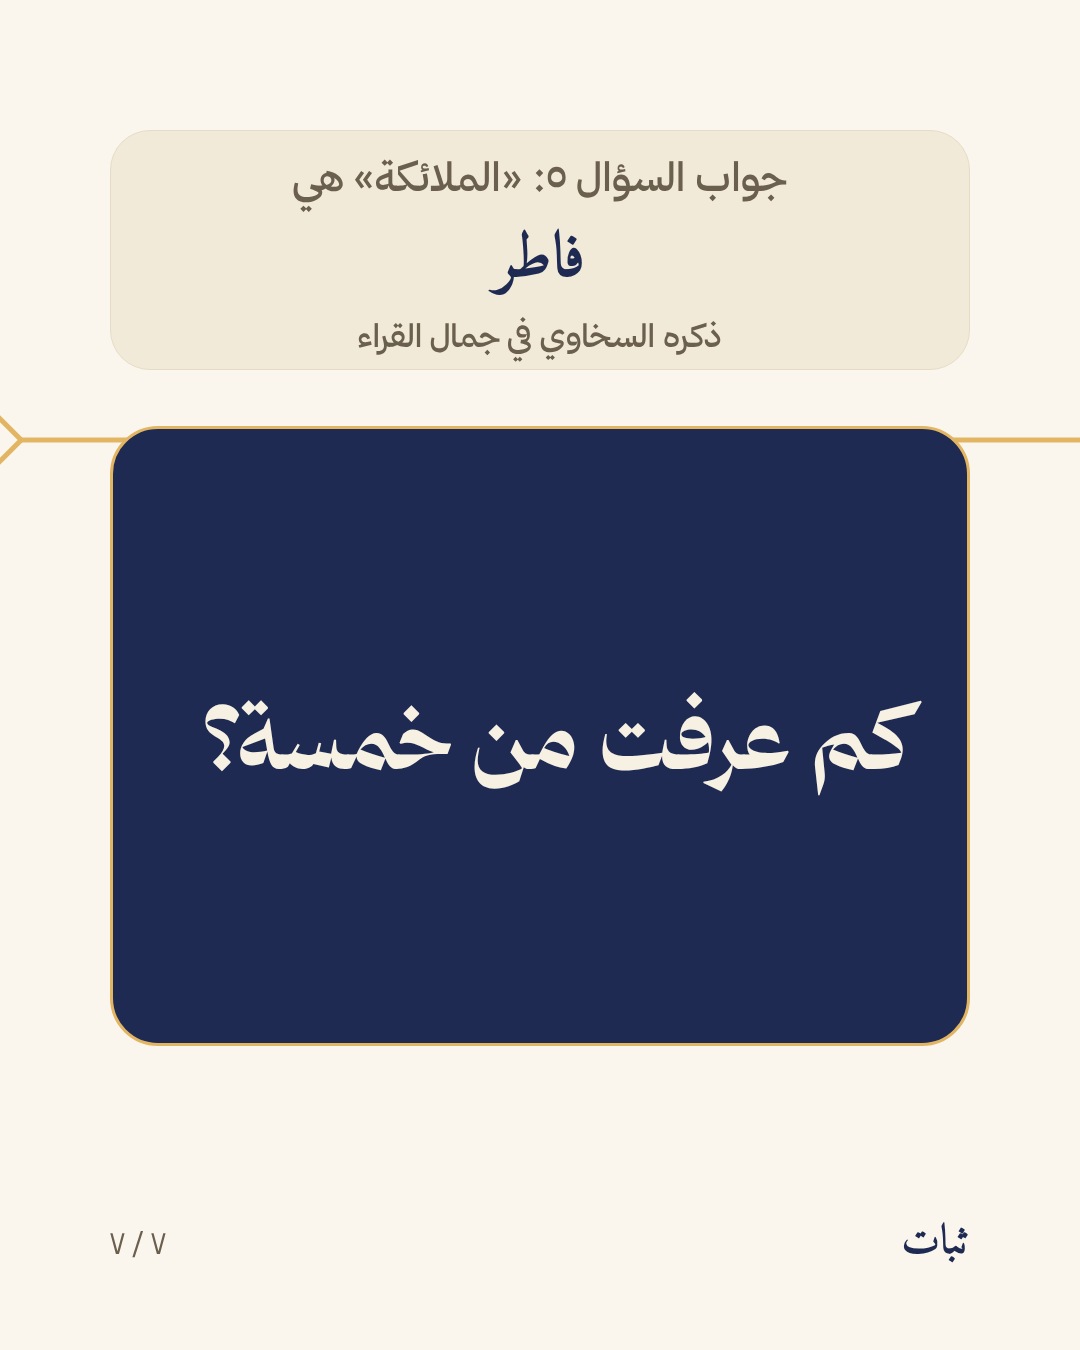 جواب السؤال ٥: «الملائكة» هي
فاطر
ذكره السخاوي في جمال القراء
كم عرفت من خمسة؟
ثبات
٧ / ٧